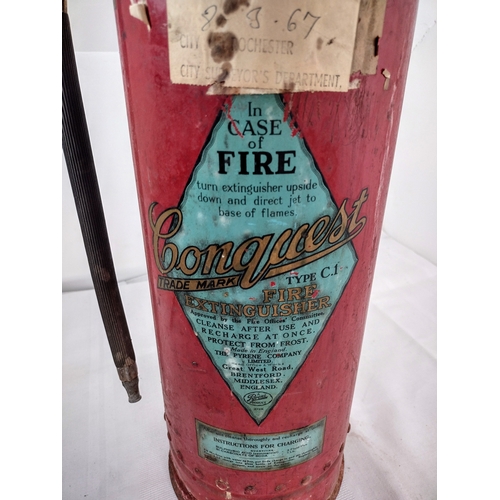 67
CITY ROCHESTER
CITY SURVEYOR'S DEPARTMENT.
In
CASE
of
FIRE
turn extinguisher upside
down and direct jet to
base of flames.
Conquest
TRADE MARK
TYPE C.1
FIRE
EXTINGUISHER
Approved by the Fire Offices' Committee.
CLEANSE AFTER USE AND
RECHARGE AT ONCE.
PROTECT FROM FROST.
Made in England.
THE PYRENE COMPANY
LIMITED
Great West Road,
BRENTFORD,
MIDDLESEX,
ENGLAND.
INSTRUCTIONS FOR CHARGING.